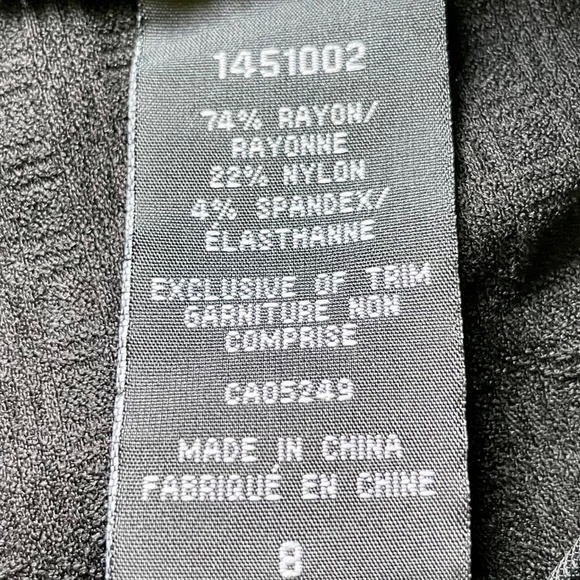 1451002
74% RAYON/
RAYONNE
22% NYLON
4% SPANDEX/
ÉLASTHANNE
EXCLUSIVE OF TRIM
GARNITURE NON
COMPRISE
CA05249
MADE IN CHINA
FABRIQUÉ EN CHINE
8